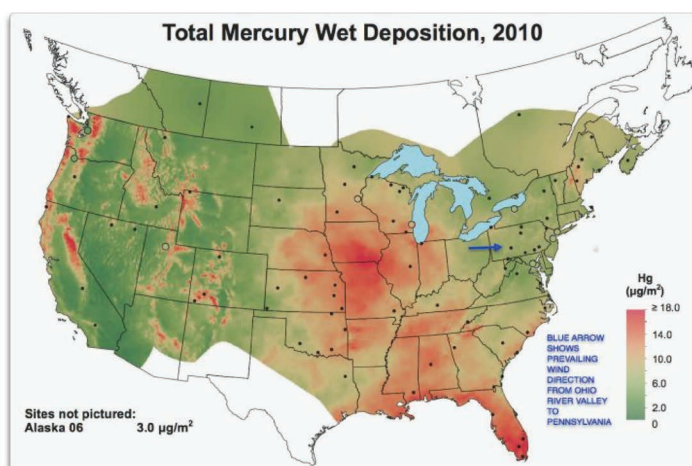 Total Mercury Wet Deposition, 2010
Hg
(µg/m²)
≥ 18.0
14.0
10.0
6.0
2.0
0
BLUE ARROW
SHOWS
PREVAILING
WIND
DIRECTION
FROM OHIO
RIVER VALLEY
TO
PENNSYLVANIA
Sites not pictured:
Alaska 06 3.0 µg/m²